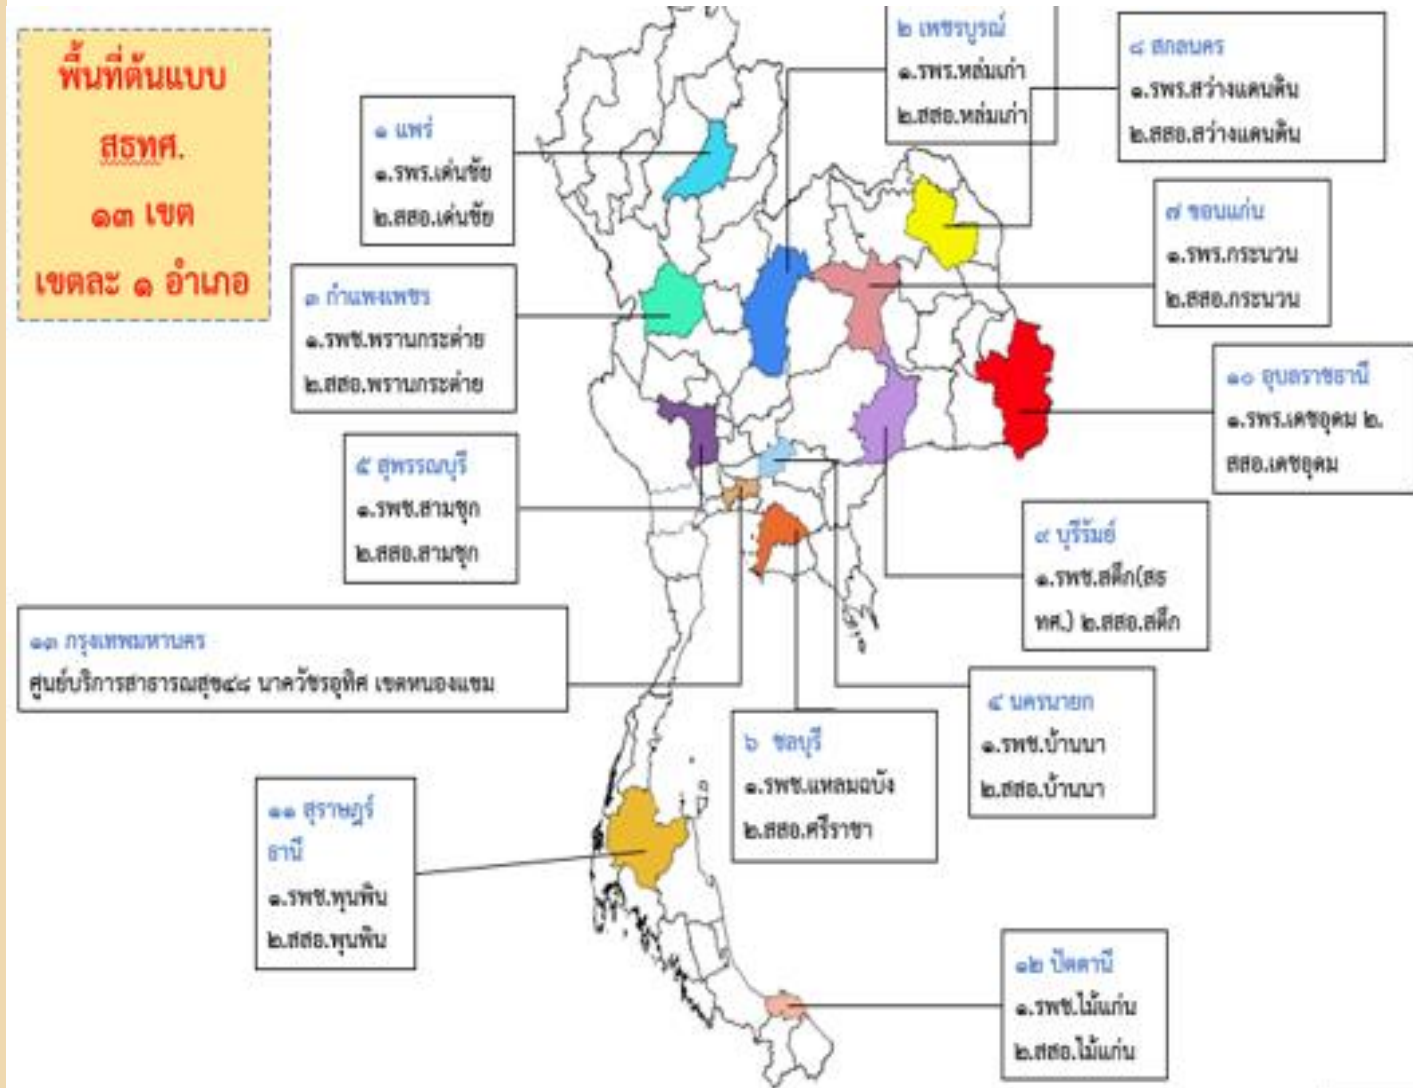 พื้นที่ต้นแบบ
สธทศ.
๑๓ เขต
เขตละ ๑ อำเภอ
๑ แพร่
๑.รพร.เด่นชัย
๒.สสอ.เด่นชัย
๒ เพชรบูรณ์
๑.รพร.หล่มเก่า
๒.สสอ.หล่มเก่า
๘ สกลนคร
๑.รพร.สว่างแดนดิน
๒.สสอ.สว่างแดนดิน
๗ ขอนแก่น
๑.รพร.กระนวน
๒.สสอ.กระนวน
๓ กำแพงเพชร
๑.รพช.พรานกระต่าย
๒.สสอ.พรานกระต่าย
๑๐ อุบลราชธานี
๑.รพร.เดชอุดม ๒.
สสอ.เดชอุดม
๕ สุพรรณบุรี
๑.รพช.สามชุก
๒.สสอ.สามชุก
๙ บุรีรัมย์
๑.รพช.สตึก(สธ
ทศ.) ๒.สสอ.สตึก
๑๓ กรุงเทพมหานคร
ศูนย์บริการสาธารณสุข๔๘ นาควัชรอุทิศ เขตหนองแขม
๔ นครนายก
๑.รพช.บ้านนา
๒.สสอ.บ้านนา
๖ ชลบุรี
๑.รพช.แหลมฉบัง
๒.สสอ.ศรีราชา
๑๑ สุราษฎร์
ธานี
๑.รพช.พุนพิน
๒.สสอ.พุนพิน
๑๒ ปัตตานี
๑.รพช.ไม้แก่น
๒.สสอ.ไม้แก่น